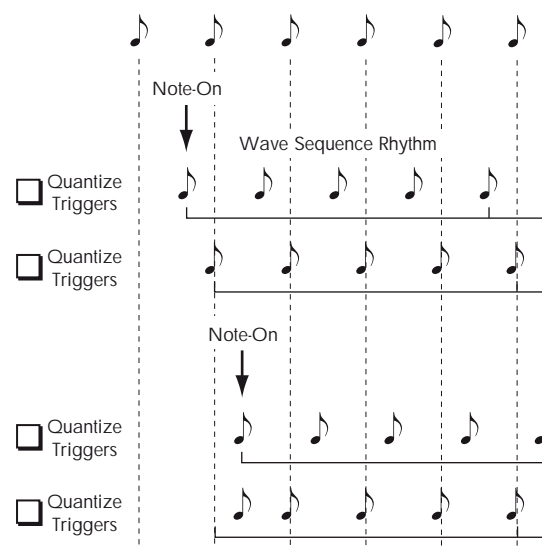 Note-On
Wave Sequence Rhythm
Quantize
Triggers
Quantize
Triggers
Note-On
Quantize
Triggers
Quantize
Triggers